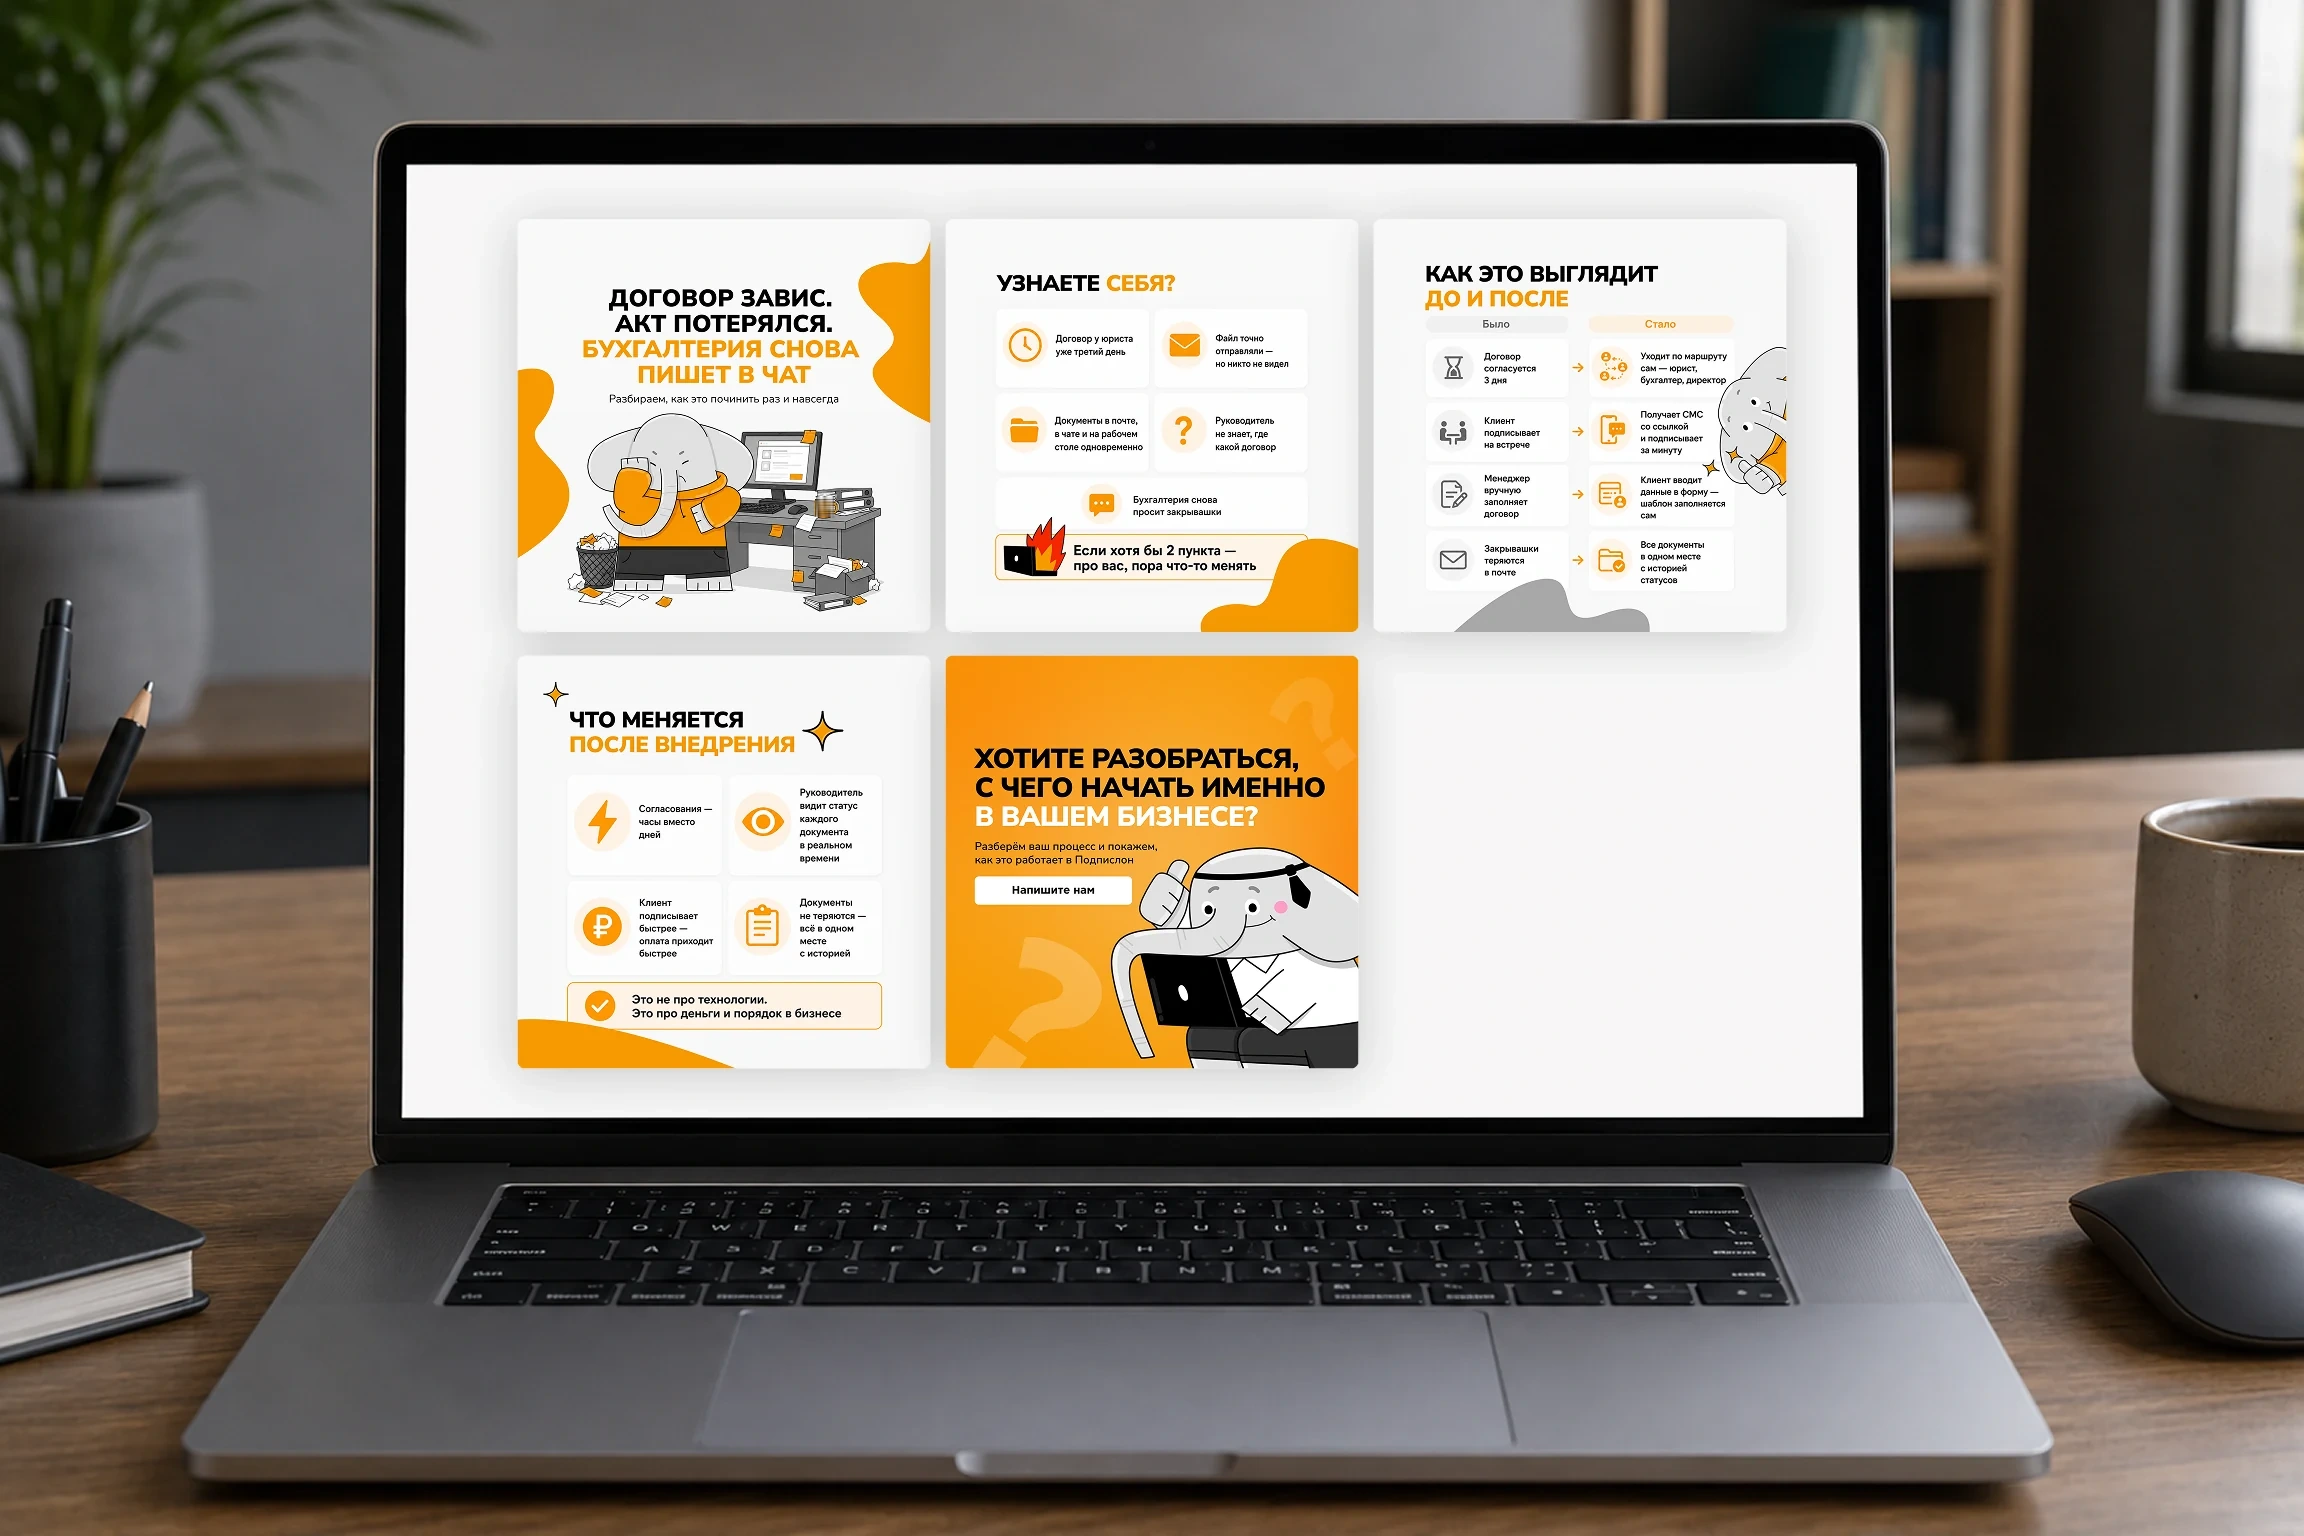 ДОГОВОР ЗАВИС.
АКТ ПОТЕРЯЛСЯ.
БУХГАЛТЕРИЯ СНОВА
ПИШЕТ В ЧАТ
Разбираем, как это починить раз и навсегда
УЗНАЕТЕ СЕБЯ?
Договор у юриста
уже третий день
Файл точно
отправляли —
но никто не видел
Документы в почте,
в чате и на рабочем
столе одновременно
Руководитель
не знает, где
какой договор
Бухгалтерия снова
просит закрывашки
Если хотя бы 2 пункта —
про вас, пора что-то менять
КАК ЭТО ВЫГЛЯДИТ
ДО И ПОСЛЕ
Было
Стало
Договор
согласуется
3 дня
Уходит по маршруту
сам — юрист,
бухгалтер, директор
Клиент
подписывает
на встрече
Получает СМС
со ссылкой
и подписывает
за минуту
Менеджер
вручную
заполняет
договор
Клиент вводит
данные в форму —
шаблон заполняется
сам
Закрывашки
теряются
в почте
Все документы
в одном месте
с историей
статусов
ЧТО МЕНЯЕТСЯ
ПОСЛЕ ВНЕДРЕНИЯ
Согласования —
часы вместо
дней
Руководитель
видит статус
каждого
документа
в реальном
времени
Клиент
подписывает
быстрее —
оплата приходит
быстрее
Документы
не теряются —
всё в одном
месте
с историей
Это не про технологии.
Это про деньги и порядок в бизнесе
ХОТИТЕ РАЗОБРАТЬСЯ,
С ЧЕГО НАЧАТЬ ИМЕННО
В ВАШЕМ БИЗНЕСЕ?
Разберём ваш процесс и покажем,
как это работает в Подпислон
Напишите нам